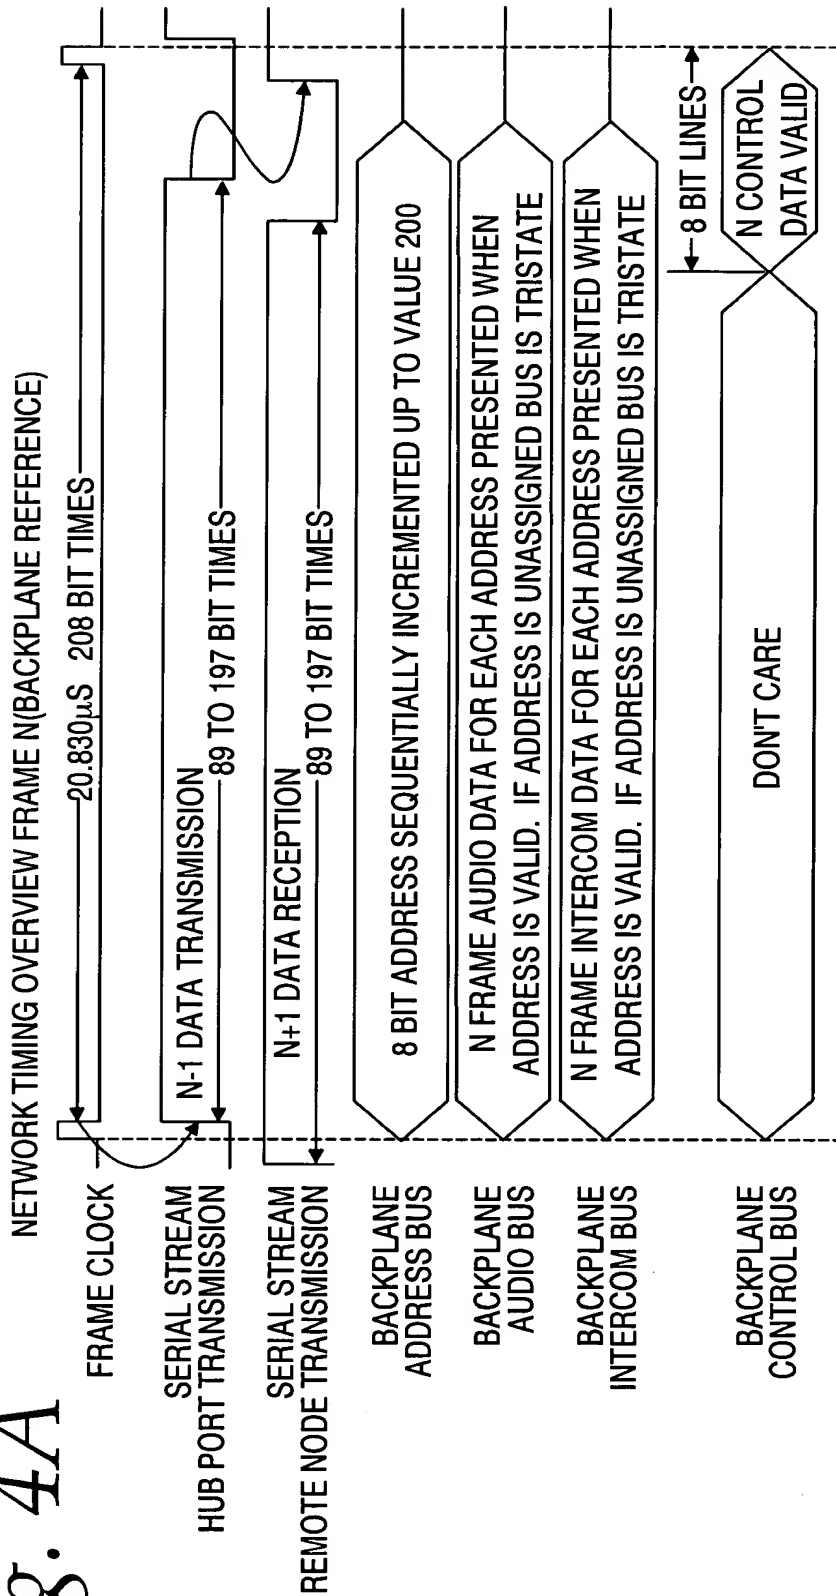 NETWORK TIMING OVERVIEW FRAME N(BACKPLANE REFERENCE)
FRAME CLOCK
20.830µS 208 BIT TIMES
SERIAL STREAM
HUB PORT TRANSMISSION
N-1 DATA TRANSMISSION
89 TO 197 BIT TIMES
SERIAL STREAM
REMOTE NODE TRANSMISSION
N+1 DATA RECEPTION
89 TO 197 BIT TIMES
BACKPLANE
ADDRESS BUS
8 BIT ADDRESS SEQUENTIALLY INCREMENTED UP TO VALUE 200
BACKPLANE
AUDIO BUS
N FRAME AUDIO DATA FOR EACH ADDRESS PRESENTED WHEN
ADDRESS IS VALID. IF ADDRESS IS UNASSIGNED BUS IS TRISTATE
BACKPLANE
INTERCOM BUS
N FRAME INTERCOM DATA FOR EACH ADDRESS PRESENTED WHEN
ADDRESS IS VALID. IF ADDRESS IS UNASSIGNED BUS IS TRISTATE
8 BIT LINES
BACKPLANE
CONTROL BUS
DON'T CARE
N CONTROL
DATA VALID
g. 4A